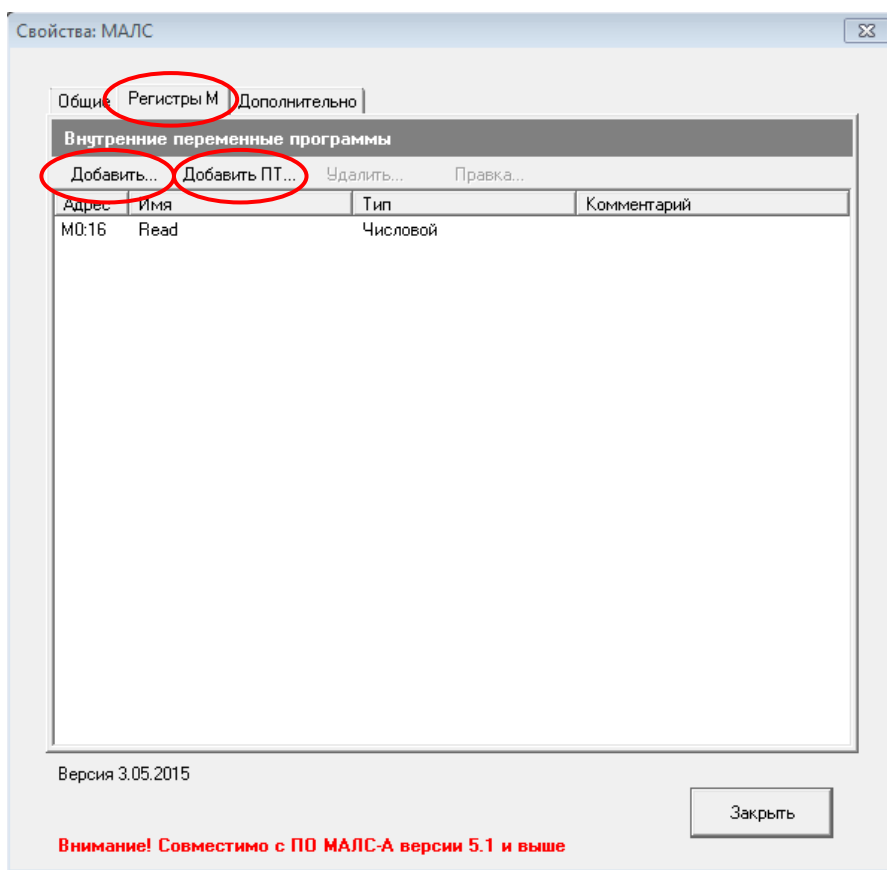 Свойства: МАЛС
Общие Регистры М Дополнительно
Внутренние переменные программы
Добавить... Добавить ПТ... Удалить... Правка...
Адрес Имя Тип Комментарий
M0:16 Read Числовой
Версия 3.05.2015
Закрыть
Внимание! Совместимо с ПО МАЛС-А версии 5.1 и выше